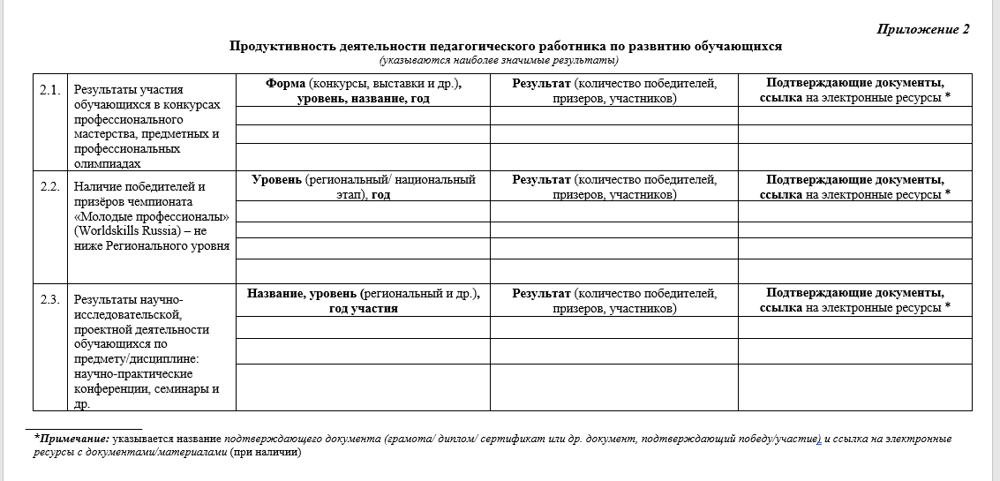 Приложение 2
Продуктивность деятельности педагогического работника по развитию обучающихся
(указываются наиболее значимые результаты)
2.1.
Результаты участия
обучающихся в конкурсах
профессионального
мастерства, предметных и
профессиональных
олимпиадах
Форма (конкурсы, выставки и др.),
уровень, название, год
Результат (количество победителей,
призеров, участников)
Подтверждающие документы,
ссылка на электронные ресурсы *
2.2.
Наличие победителей и
призёров чемпионата
«Молодые профессионалы»
(Worldskills Russia) – не
ниже Регионального уровня
Уровень (региональный/ национальный
этап), год
Результат (количество победителей,
призеров, участников)
Подтверждающие документы,
ссылка на электронные ресурсы *
2.3.
Результаты научно-
исследовательской,
проектной деятельности
обучающихся по
предмету/дисциплине:
научно-практические
конференции, семинары и
др.
Название, уровень (региональный и др.),
год участия
Результат (количество победителей,
призеров, участников)
Подтверждающие документы,
ссылка на электронные ресурсы *
*Примечание: указывается название подтверждающего документа (грамота/ диплом/ сертификат или др. документ, подтверждающий победу/участие), и ссылка на электронные
ресурсы с документами/материалами (при наличии)